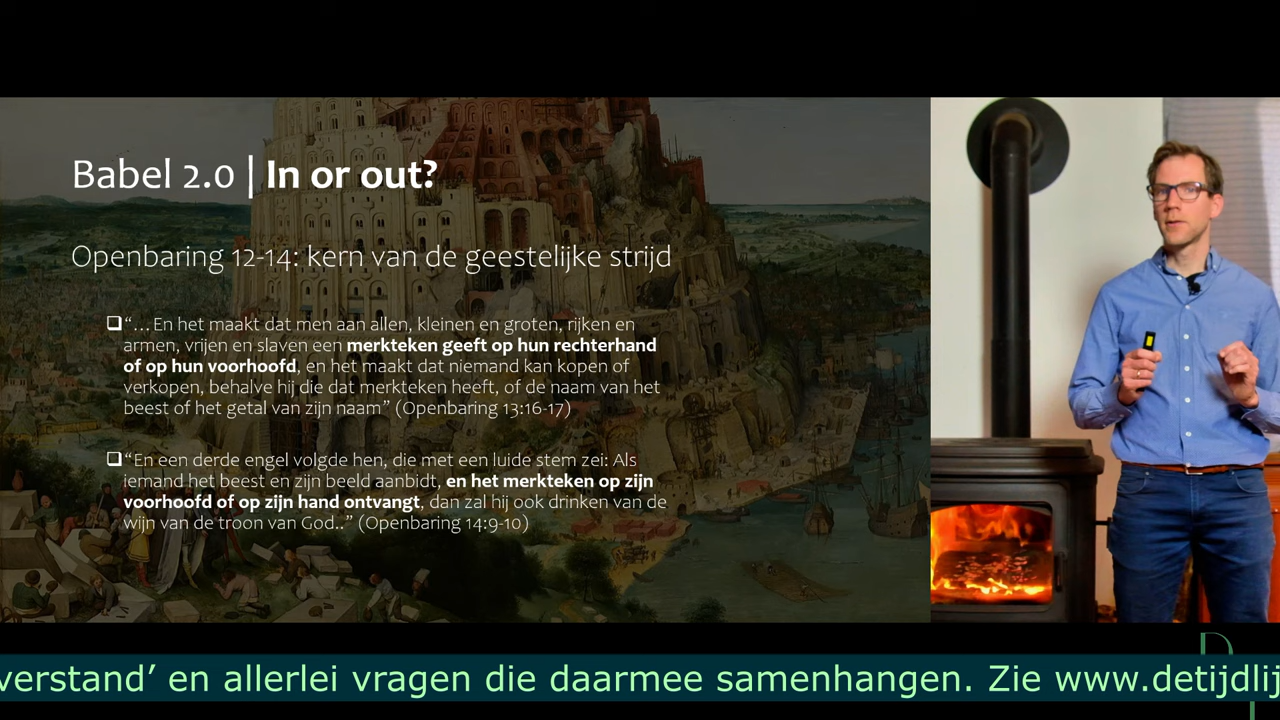 Babel 2.0 | In or out?
Openbaring 12-14: kern van de geestelijke strijd
“…En het maakt dat men aan allen, kleinen en groten, rijken en
armen, vrijen en slaven een merkteken geeft op hun rechterhand
of op hun voorhoofd, en het maakt dat niemand kan kopen of
verkopen, behalve hij die dat merkteken heeft, of de naam van het
beest of het getal van zijn naam” (Openbaring 13:16-17)
“En een derde engel volgde hen, die met een luide stem zei: Als
iemand het beest en zijn beeld aanbidt, en het merkteken op zijn
voorhoofd of op zijn hand ontvangt, dan zal hij ook drinken van de
wijn van de troon van God..” (Openbaring 14:9-10)
verstand’ en allerlei vragen die daarmee samenhangen. Zie www.detijdlij